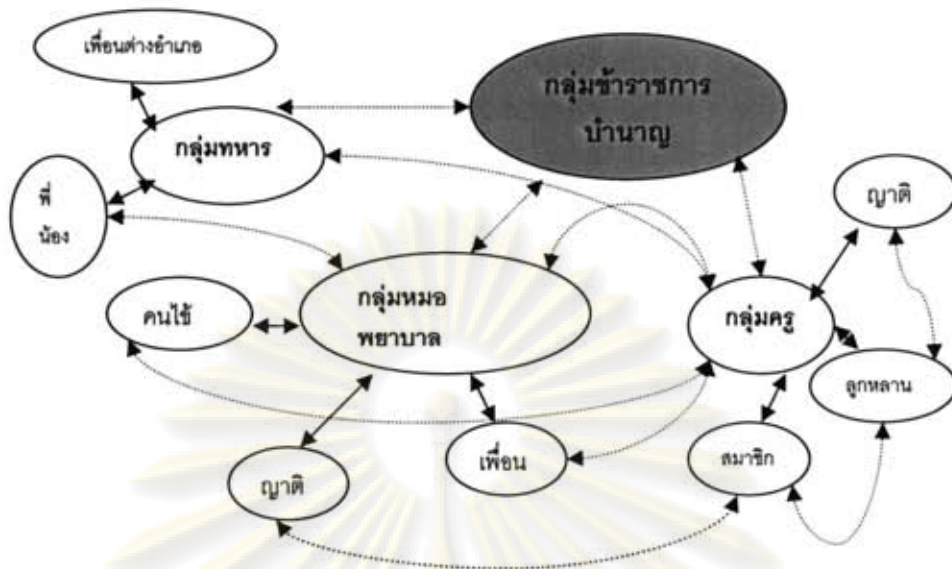 เพื่อนต่างอำเภอ
กลุ่มข้าราชการ
บำนาญ
กลุ่มทหาร
พี่
น้อง
ญาติ
กลุ่มหมอ
พยาบาล
คนไข้
กลุ่มครู
ลูกหลาน
ญาติ
เพื่อน
สมาชิก